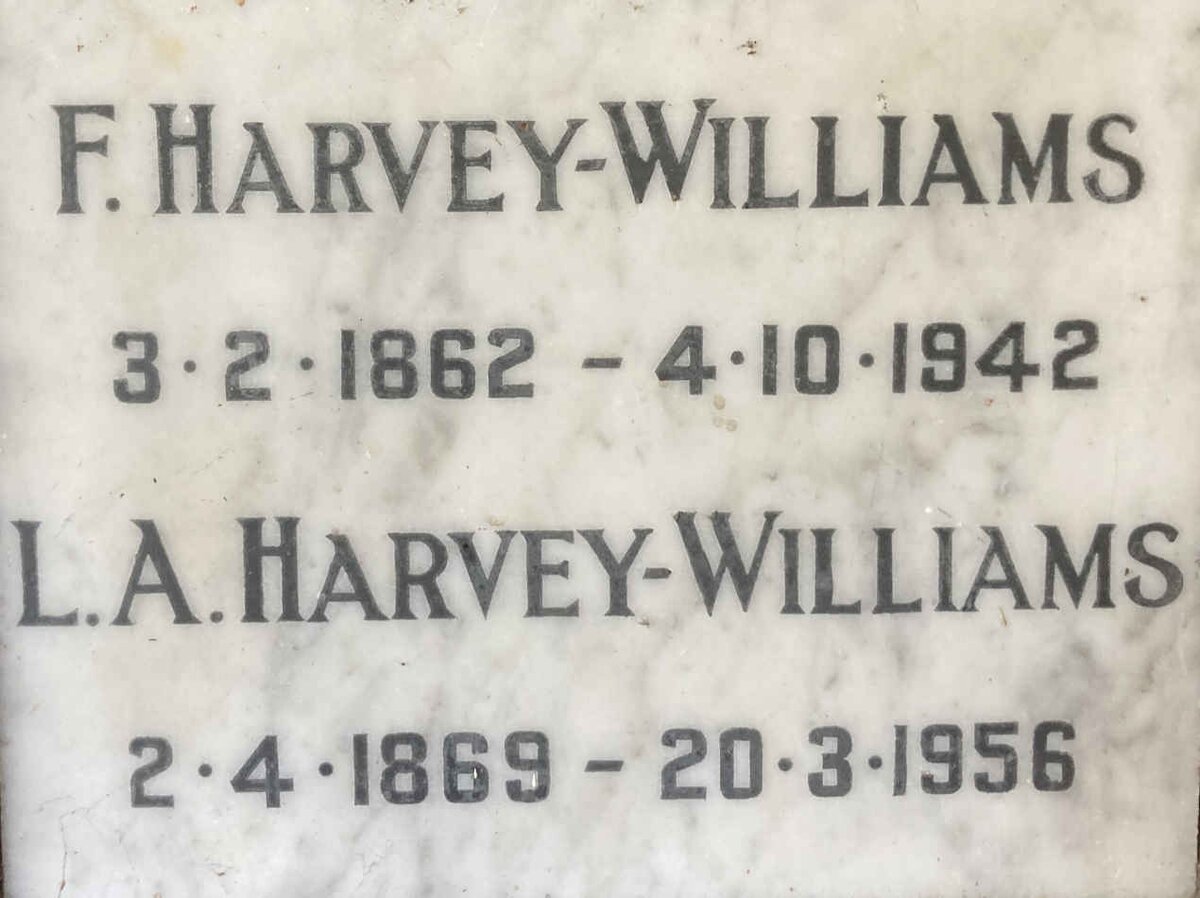 F. HARVEY-WILLIAMS
3·2·1862 – 4·10·1942
L.A. HARVEY-WILLIAMS
2·4·1869 – 20·3·1956